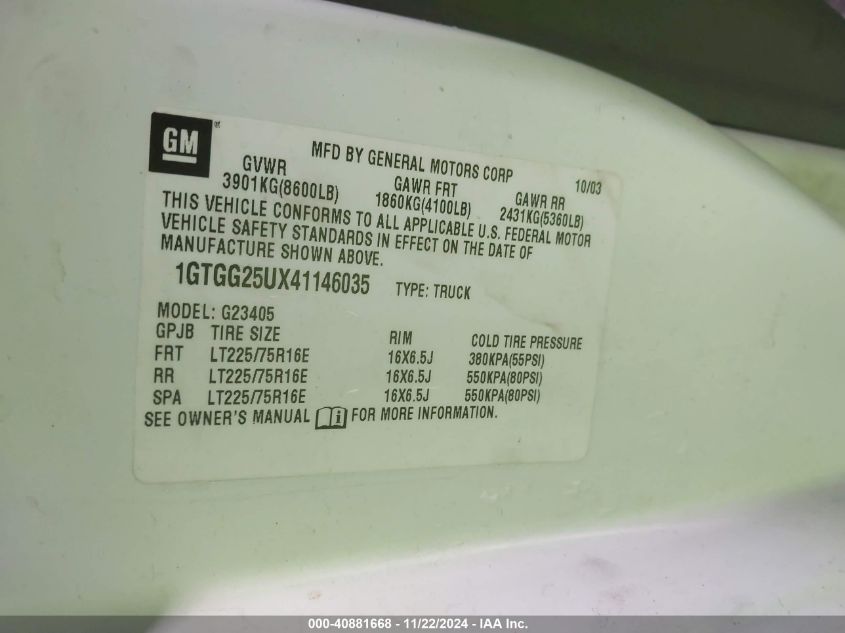 GM
MFD BY GENERAL MOTORS CORP 10/03
GVWR GAWR FRT GAWR RR
3901KG(8600LB) 1860KG(4100LB) 2431KG(5360LB)
THIS VEHICLE CONFORMS TO ALL APPLICABLE U.S. FEDERAL MOTOR
VEHICLE SAFETY STANDARDS IN EFFECT ON THE DATE OF
MANUFACTURE SHOWN ABOVE.
1GTGG25UX41146035 TYPE: TRUCK
MODEL: G23405
GPJB TIRE SIZE RIM COLD TIRE PRESSURE
FRT LT225/75R16E 16X6.5J 380KPA(55PSI)
RR LT225/75R16E 16X6.5J 550KPA(80PSI)
SPA LT225/75R16E 16X6.5J 550KPA(80PSI)
SEE OWNER'S MANUAL FOR MORE INFORMATION.
000-40881668 - 11/22/2024 - IAA Inc.